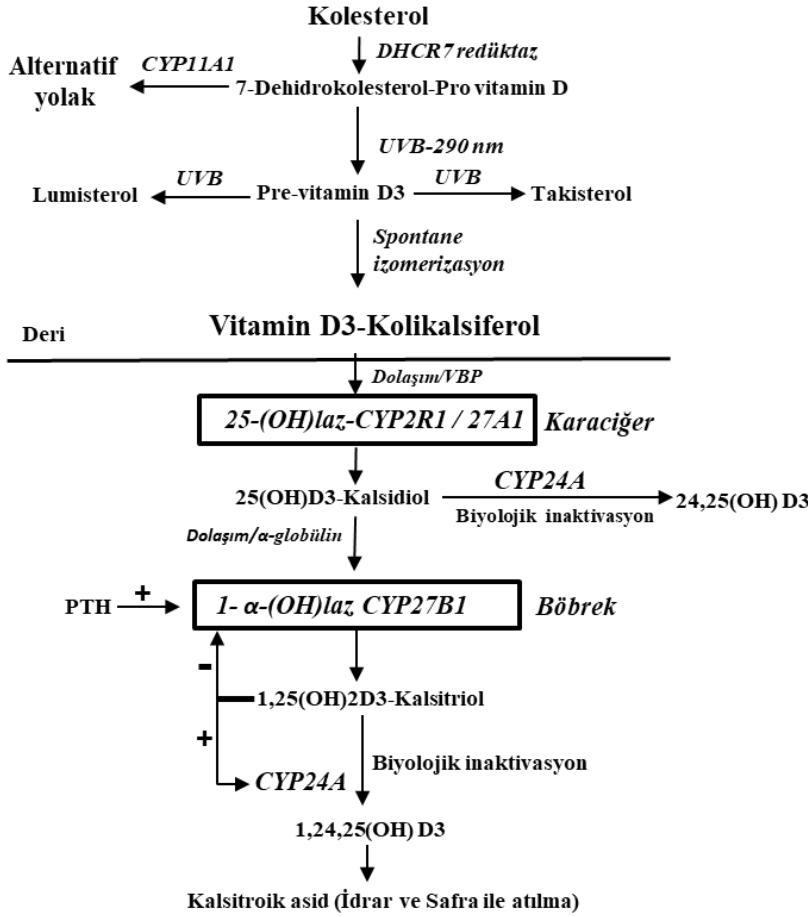 Kolesterol
DHCR7 redüktaz
CYP11A1
Alternatif
yolak
7-Dehidrokolesterol-Pro vitamin D
UVB-290 nm
UVB
UVB
Lumisterol
Pre-vitamin D3
Takisterol
Spontane
izomerizasyon
Vitamin D3-Kolikalsiferol
Deri
Dolaşım/VBP
25-(OH)laz-CYP2R1 / 27A1
Karaciğer
CYP24A
25(OH)D3-Kalsidiol
24,25(OH) D3
Biyolojik inaktivasyon
Dolaşım/α-globülin
PTH
+
1- α-(OH)laz CYP27B1
Böbrek
-
1,25(OH)2D3-Kalsitriol
+
Biyolojik inaktivasyon
CYP24A
1,24,25(OH) D3
Kalsitroik asid (İdrar ve Safra ile atılma)